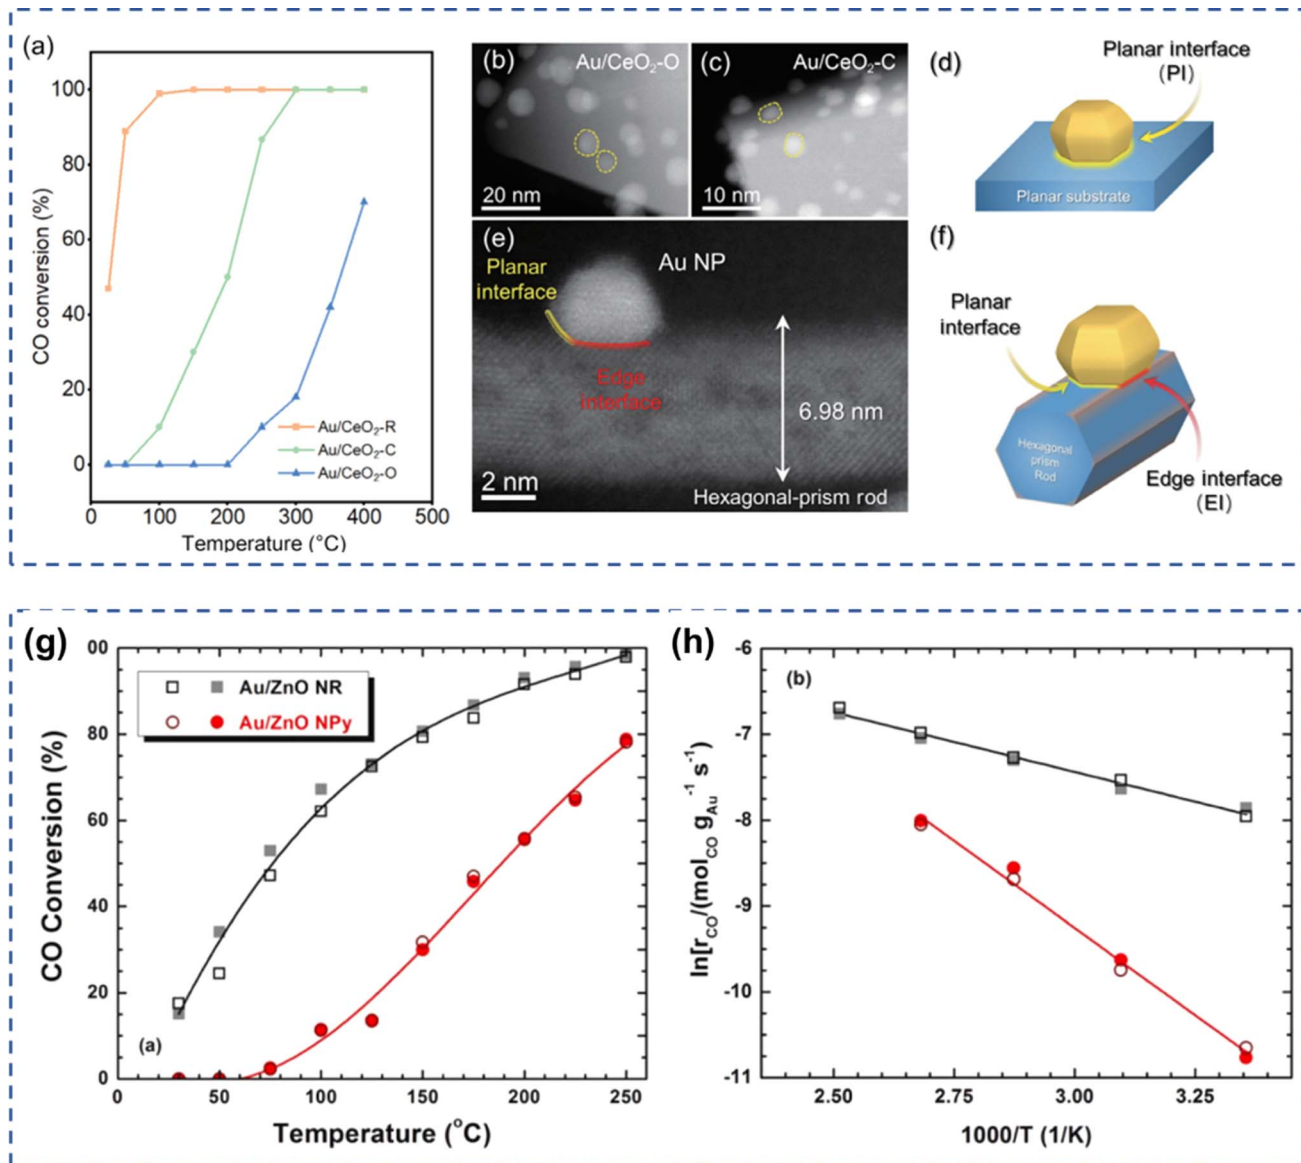 (a)
CO conversion (%)
100
80
60
40
20
0
Au/CeO₂-R
Au/CeO₂-C
Au/CeO₂-O
0 100 200 300 400 500
Temperature (°C)
(b) Au/CeO₂-O
20 nm
(c) Au/CeO₂-C
10 nm
(d)
Planar interface
(PI)
Planar substrate
(e)
Planar
interface
Au NP
Edge
interface
6.98 nm
2 nm
Hexagonal-prism rod
(f)
Planar
interface
Hexagonal
prism
Rod
Edge interface
(EI)
(g)
CO Conversion (%)
00
80
60
40
20
0
Au/ZnO NR
Au/ZnO NPy
(a)
0 50 100 150 200 250
Temperature (°C)
(h)
ln[r_CO/(mol_CO g_Au⁻¹ s⁻¹)
-6
-7
-8
-9
-10
-11
(b)
2.50 2.75 3.00 3.25
1000/T (1/K)